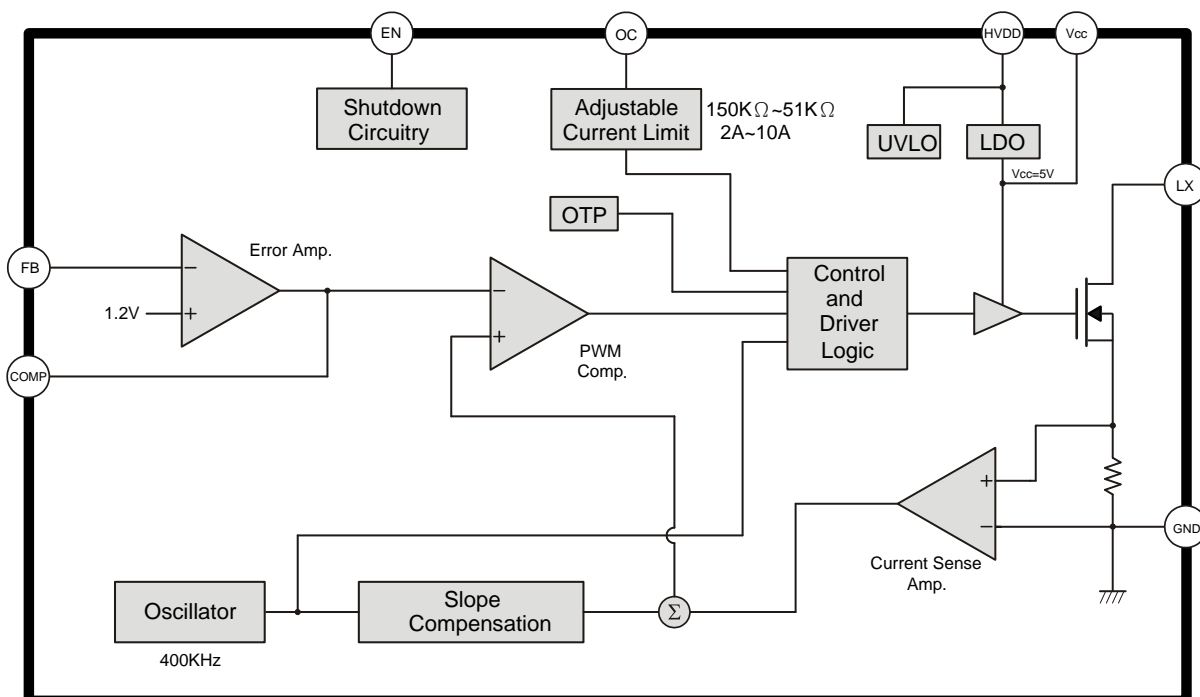 EN
OC
HVDD
Vcc
Shutdown
Circuitry
Adjustable
Current Limit
150KΩ~51KΩ
2A~10A
UVLO
LDO
Vcc=5V
LX
OTP
FB
Error Amp.
−
1.2V
+
COMP
−
+
PWM
Comp.
Control
and
Driver
Logic
+
−
Current Sense
Amp.
GND
Oscillator
400KHz
Slope
Compensation
Σ